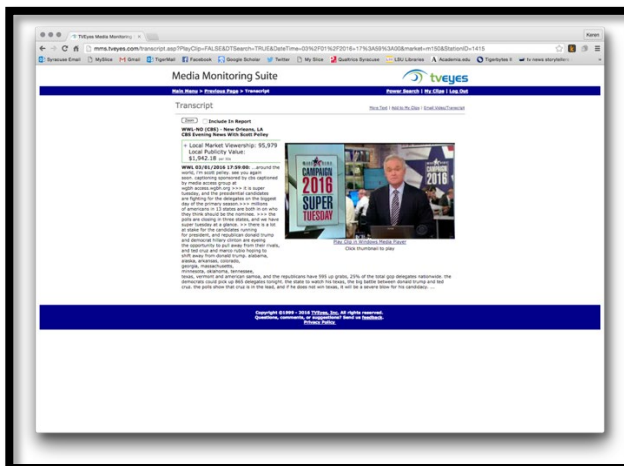 TVEyes Media Monitoring
Karen
mms.tveyes.com/transcript.asp?PlayClip=FALSE&DTSearch=TRUE&DateTime=03%2F01%2F2016+17%3A59%3A00&market=m150&StationID=1415
Syracuse Email MySlice Gmail TigerMail Facebook Google Scholar Twitter My Slice Qualtrics Syracuse LSU Libraries Academia.edu Tigerbytes II tv news storytellin
Media Monitoring Suite
tveyes
Main Menu > Previous Page > Transcript
Power Search | My Clips | Log Out
Transcript
More Text | Add to My Clips | Email Video/Transcript
Include In Report
WWL-NO (CBS) - New Orleans, LA
CBS Evening News With Scott Pelley
+ Local Market Viewership: 95,979
Local Publicity Value:
$1,942.18
WWL 03/01/2016 17:59:00: ...around the
world, i'm scott pelley. see you again
soon. captioning sponsored by cbs captioned
by media access group at
wgbh access.wgbh.org >>> it is super
tuesday, and the presidential candidates
are fighting for the delegates on the biggest
day of the primary season.>>> millions
of americans in 13 states are both in on who
they think should be the nominee. >>> the
polls are closing in three states, and we have
super tuesday at a glance. >> there is a lot
at stake for the candidates running
for president, and republican donald trump
and democrat hillary clinton are eyeing
the opportunity to pull away from their rivals,
and ted cruz and marco rubio hoping to
shift away from donald trump. alabama,
alaska, arkansas, colorado,
georgia, massachusetts,
minnesota, oklahoma, tennessee,
texas, vermont and american samoa, and the republicans have 595 up grabs, 25% of the total gop delegates nationwide. the
democrats could pick up 865 delegates tonight. the state to watch his texas, the big battle between donald trump and ted
cruz. the polls show that cruz is in the lead, and if he does not win texas, it will be a severe blow for his candidacy. ...
CAMPAIGN
2016
SUPER
TUESDAY
Play Clip in Windows Media Player
Click thumbnail to play
Copyright ©1999 - 2016 TVEyes, Inc. All rights reserved.
Questions, comments, or suggestions? Send us feedback.
Privacy Policy